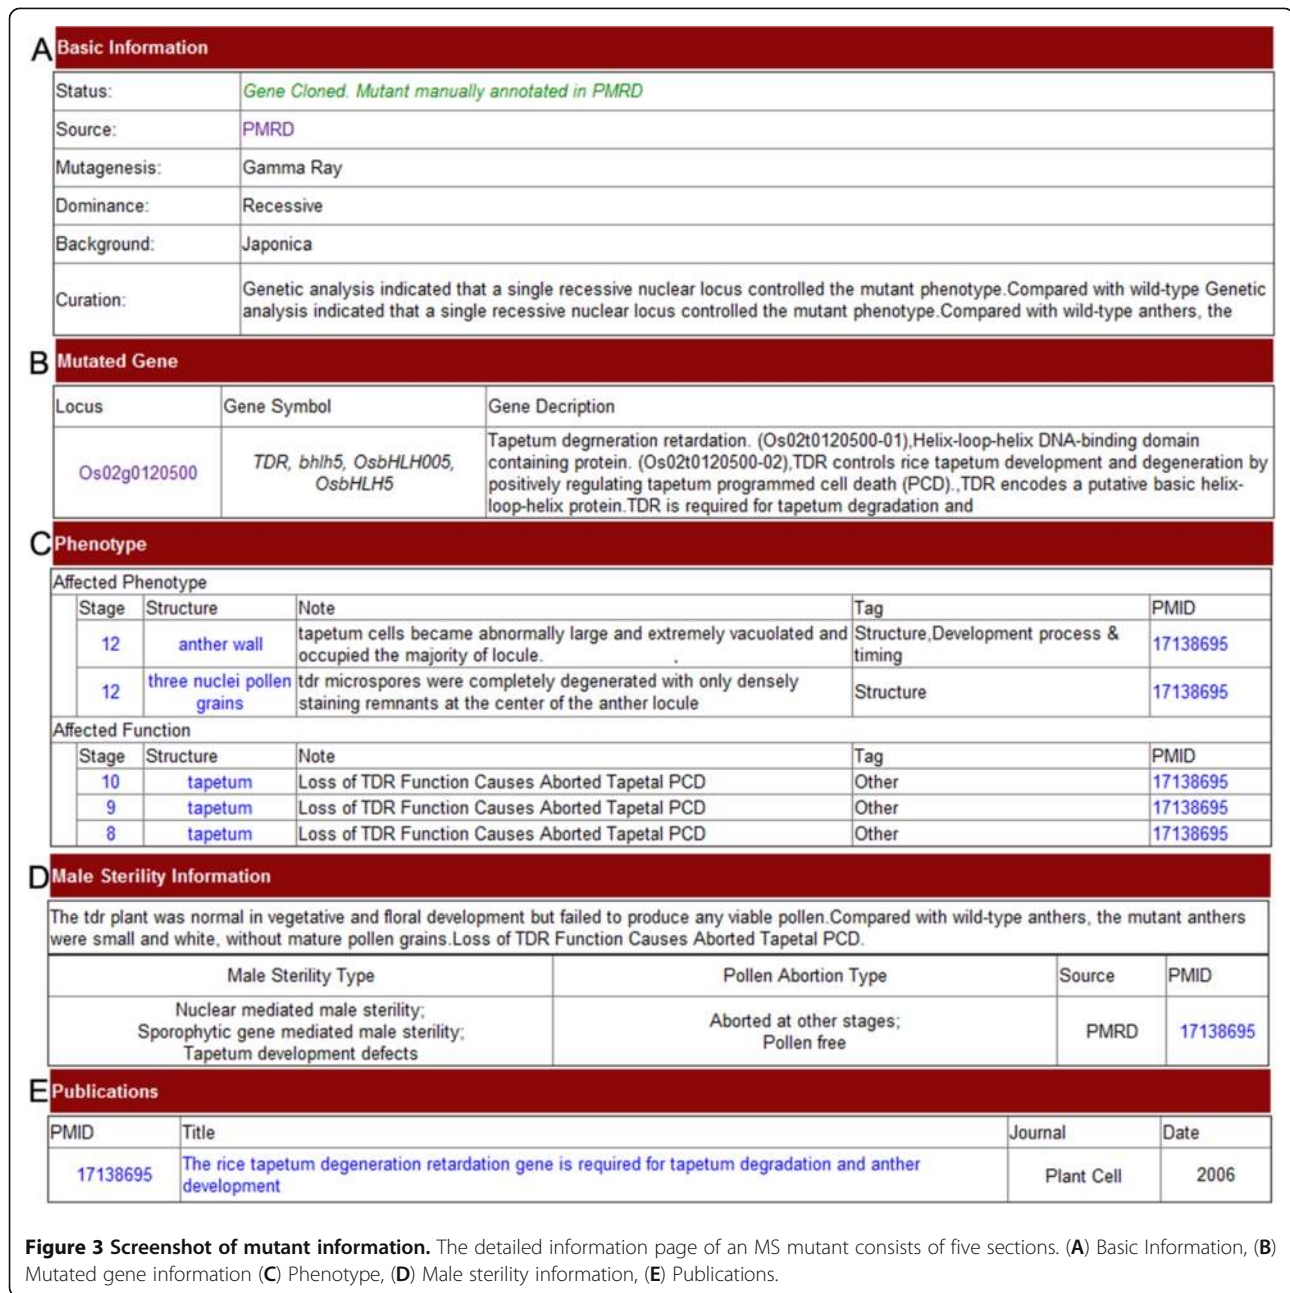 A Basic Information
Status: Gene Cloned. Mutant manually annotated in PMRD
Source: PMRD
Mutagenesis: Gamma Ray
Dominance: Recessive
Background: Japonica
Curation: Genetic analysis indicated that a single recessive nuclear locus controlled the mutant phenotype.Compared with wild-type Genetic
analysis indicated that a single recessive nuclear locus controlled the mutant phenotype.Compared with wild-type anthers, the
B Mutated Gene
Locus Gene Symbol Gene Decription
Os02g0120500
TDR, bhlh5, OsbHLH005,
OsbHLH5
Tapetum degrneration retardation. (Os02t0120500-01),Helix-loop-helix DNA-binding domain
containing protein. (Os02t0120500-02),TDR controls rice tapetum development and degeneration by
positively regulating tapetum programmed cell death (PCD).,TDR encodes a putative basic helix-
loop-helix protein.TDR is required for tapetum degradation and
C Phenotype
Affected Phenotype
Stage Structure Note Tag PMID
12 anther wall
tapetum cells became abnormally large and extremely vacuolated and
occupied the majority of locule.
Structure,Development process &
timing
17138695
12
three nuclei pollen
grains
tdr microspores were completely degenerated with only densely
staining remnants at the center of the anther locule
Structure 17138695
Affected Function
Stage Structure Note Tag PMID
10 tapetum Loss of TDR Function Causes Aborted Tapetal PCD Other 17138695
9 tapetum Loss of TDR Function Causes Aborted Tapetal PCD Other 17138695
8 tapetum Loss of TDR Function Causes Aborted Tapetal PCD Other 17138695
D Male Sterility Information
The tdr plant was normal in vegetative and floral development but failed to produce any viable pollen.Compared with wild-type anthers, the mutant anthers
were small and white, without mature pollen grains.Loss of TDR Function Causes Aborted Tapetal PCD.
Male Sterility Type Pollen Abortion Type Source PMID
Nuclear mediated male sterility;
Sporophytic gene mediated male sterility;
Tapetum development defects
Aborted at other stages;
Pollen free
PMRD 17138695
E Publications
PMID Title Journal Date
17138695
The rice tapetum degeneration retardation gene is required for tapetum degradation and anther
development
Plant Cell 2006
Figure 3 Screenshot of mutant information. The detailed information page of an MS mutant consists of five sections. (A) Basic Information, (B)
Mutated gene information (C) Phenotype, (D) Male sterility information, (E) Publications.